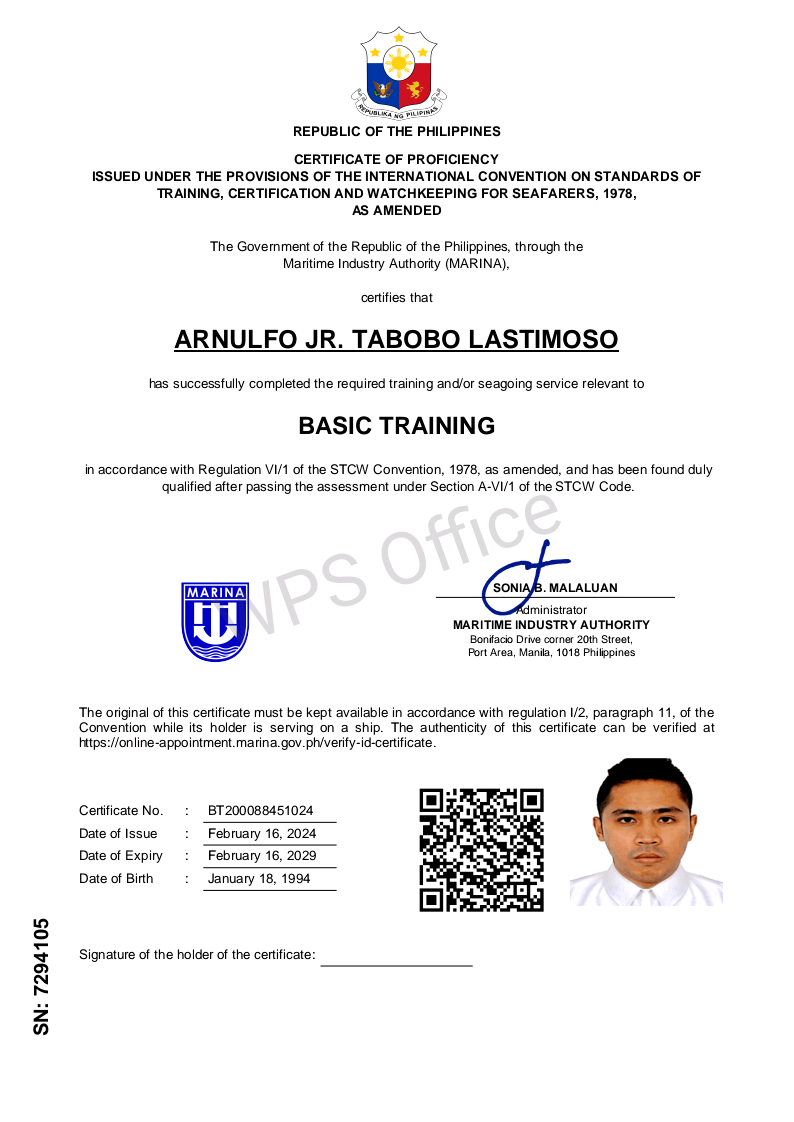 REPUBLIKA NG PILIPINAS
REPUBLIC OF THE PHILIPPINES
CERTIFICATE OF PROFICIENCY
ISSUED UNDER THE PROVISIONS OF THE INTERNATIONAL CONVENTION ON STANDARDS OF
TRAINING, CERTIFICATION AND WATCHKEEPING FOR SEAFARERS, 1978,
AS AMENDED
The Government of the Republic of the Philippines, through the
Maritime Industry Authority (MARINA),
certifies that
ARNULFO JR. TABOBO LASTIMOSO
has successfully completed the required training and/or seagoing service relevant to
BASIC TRAINING
in accordance with Regulation VI/1 of the STCW Convention, 1978, as amended, and has been found duly
qualified after passing the assessment under Section A-VI/1 of the STCW Code.
WPS Office
MARINA
SONIA B. MALALUAN
Administrator
MARITIME INDUSTRY AUTHORITY
Bonifacio Drive corner 20th Street,
Port Area, Manila, 1018 Philippines
The original of this certificate must be kept available in accordance with regulation I/2, paragraph 11, of the
Convention while its holder is serving on a ship. The authenticity of this certificate can be verified at
https://online-appointment.marina.gov.ph/verify-id-certificate.
Certificate No. : BT200088451024
Date of Issue : February 16, 2024
Date of Expiry : February 16, 2029
Date of Birth : January 18, 1994
Signature of the holder of the certificate:
SN: 7294105